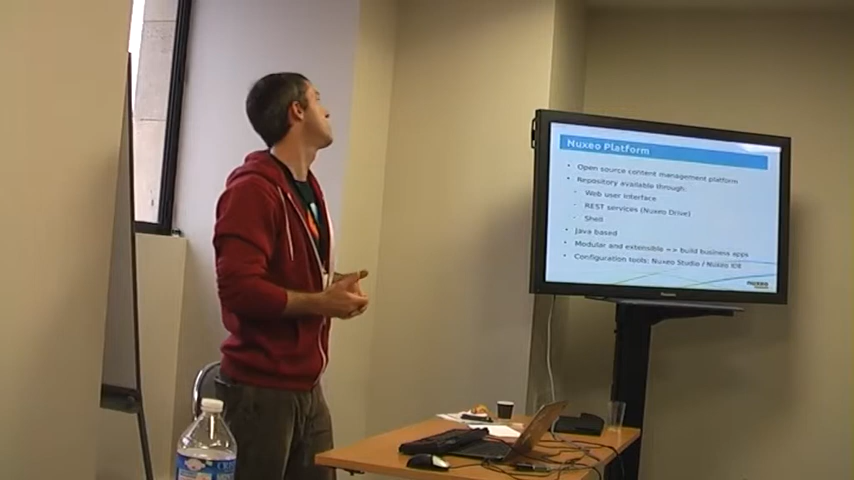 Nuxeo Platform
Open source content management platform
Repository available through:
Web user interface
REST services (Nuxeo Drive)
Shell
Java based
Modular and extensible => build business apps
Configuration tools: Nuxeo Studio / Nuxeo IDE
nuxeo